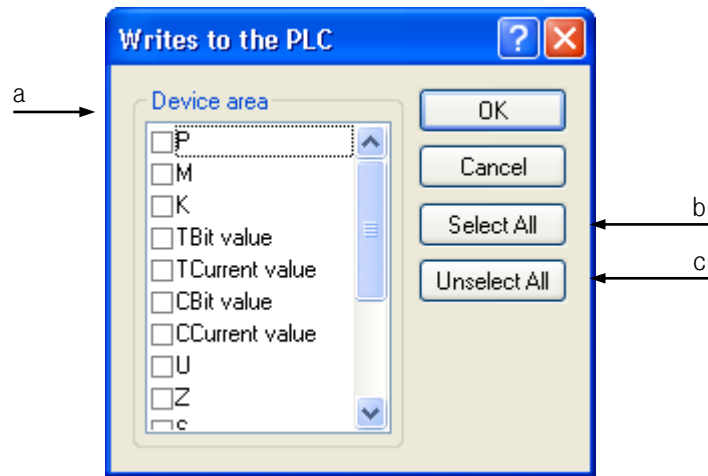 Writes to the PLC
a
Device area
P
M
K
TBit value
TCurrent value
CBit value
CCurrent value
U
Z
OK
Cancel
Select All
b
Unselect All
c